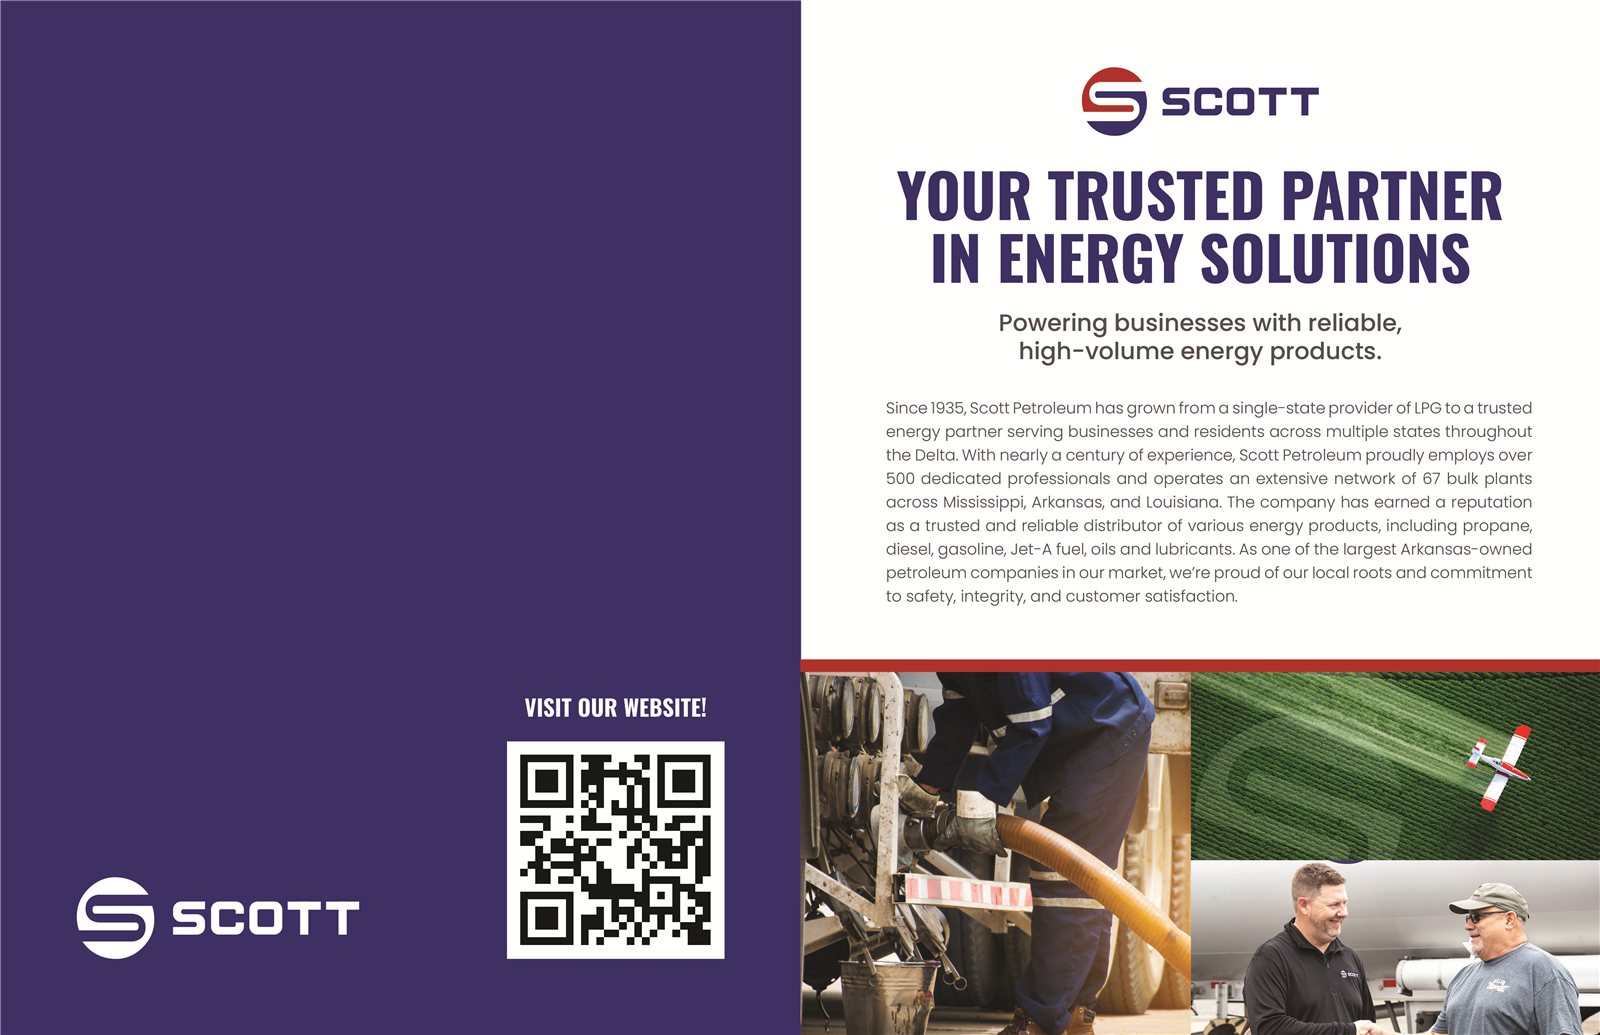 VISIT OUR WEBSITE!
SCOTT
SCOTT
YOUR TRUSTED PARTNER
IN ENERGY SOLUTIONS
Powering businesses with reliable,
high-volume energy products.
Since 1935, Scott Petroleum has grown from a single-state provider of LPG to a trusted
energy partner serving businesses and residents across multiple states throughout
the Delta. With nearly a century of experience, Scott Petroleum proudly employs over
500 dedicated professionals and operates an extensive network of 67 bulk plants
across Mississippi, Arkansas, and Louisiana. The company has earned a reputation
as a trusted and reliable distributor of various energy products, including propane,
diesel, gasoline, Jet-A fuel, oils and lubricants. As one of the largest Arkansas-owned
petroleum companies in our market, we're proud of our local roots and commitment
to safety, integrity, and customer satisfaction.
SCOTT